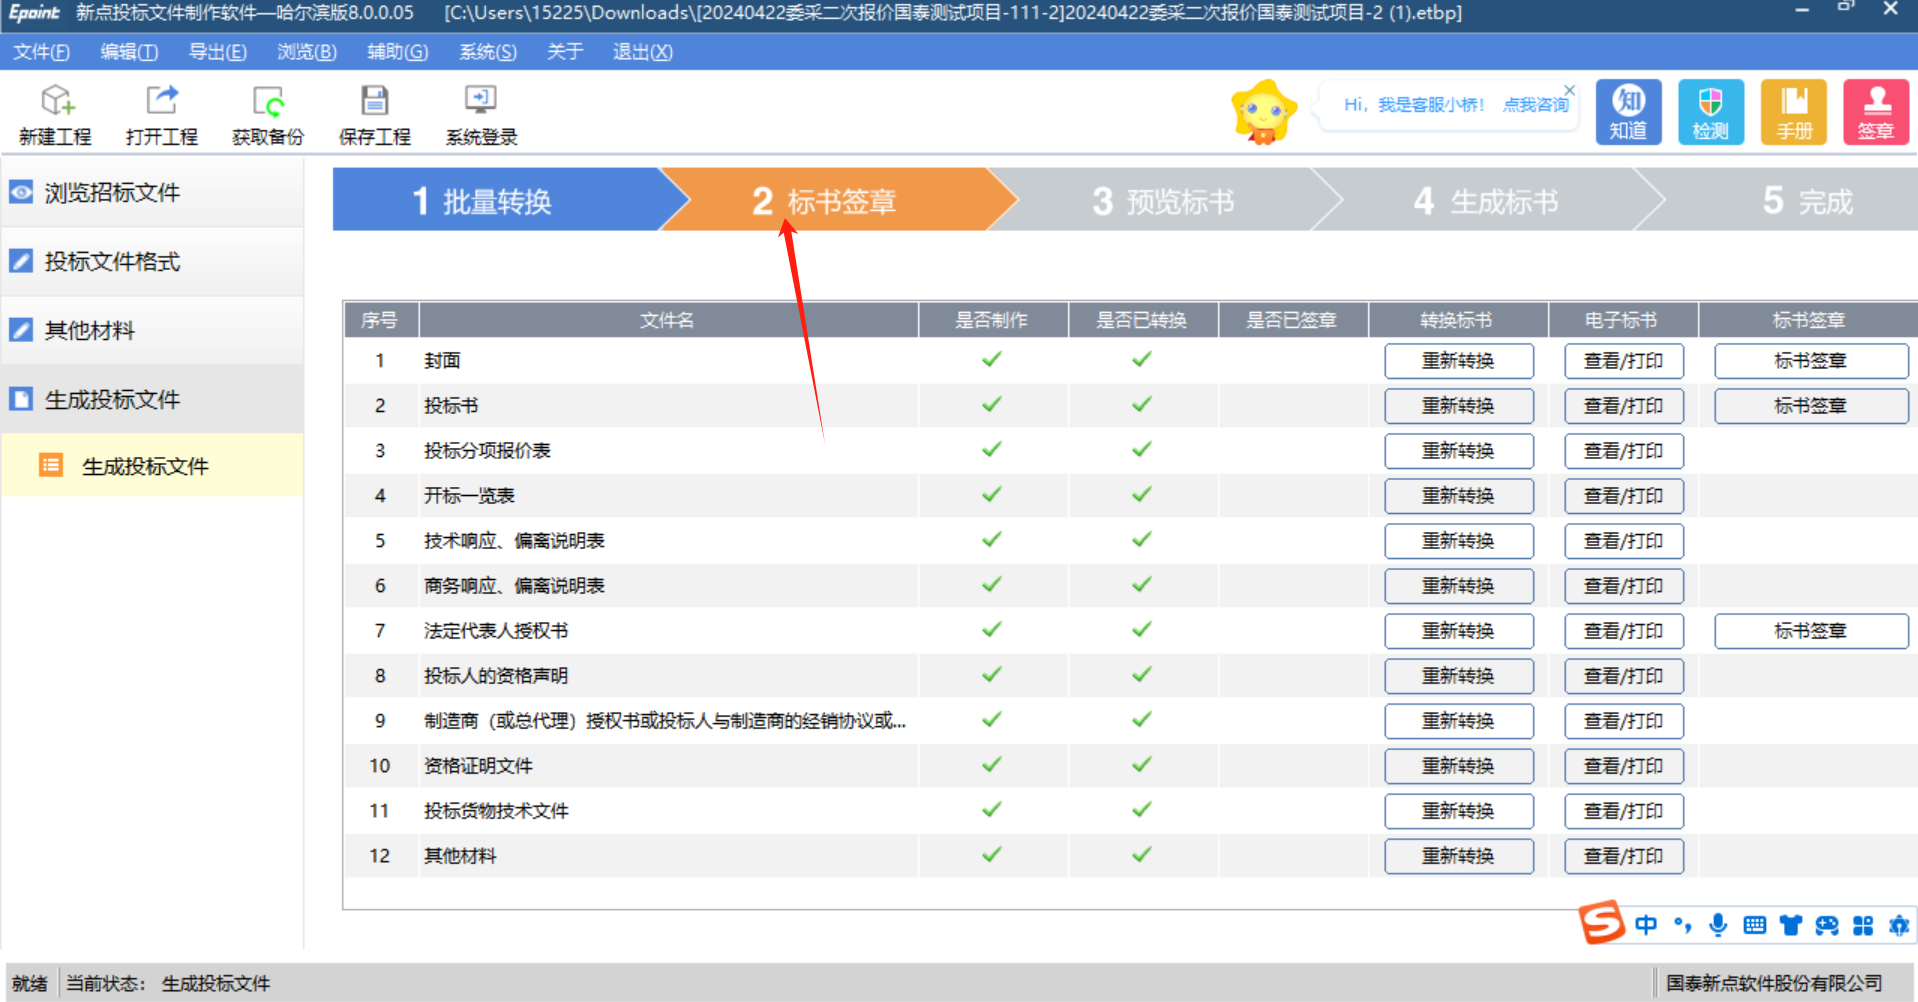 Epoint 新点投标文件制作软件—哈尔滨版8.0.0.05 [C:\Users\15225\Downloads\[20240422委采二次报价国泰测试项目-111-2]20240422委采二次报价国泰测试项目-2 (1).etbp]
文件(F) 编辑(T) 导出(E) 浏览(B) 辅助(G) 系统(S) 关于 退出(X)
新建工程 打开工程 获取备份 保存工程 系统登录
Hi，我是客服小桥！ 点我咨询
知
知道 检测 手册 签章
浏览招标文件
投标文件格式
其他材料
生成投标文件
生成投标文件
1 批量转换 2 标书签章 3 预览标书 4 生成标书 5 完成
序号 文件名 是否制作 是否已转换 是否已签章 转换标书 电子标书 标书签章
1 封面 重新转换 查看/打印 标书签章
2 投标书 重新转换 查看/打印 标书签章
3 投标分项报价表 重新转换 查看/打印
4 开标一览表 重新转换 查看/打印
5 技术响应、偏离说明表 重新转换 查看/打印
6 商务响应、偏离说明表 重新转换 查看/打印
7 法定代表人授权书 重新转换 查看/打印 标书签章
8 投标人的资格声明 重新转换 查看/打印
9 制造商（或总代理）授权书或投标人与制造商的经销协议或... 重新转换 查看/打印
10 资格证明文件 重新转换 查看/打印
11 投标货物技术文件 重新转换 查看/打印
12 其他材料 重新转换 查看/打印
S 中
就绪 当前状态： 生成投标文件 国泰新点软件股份有限公司